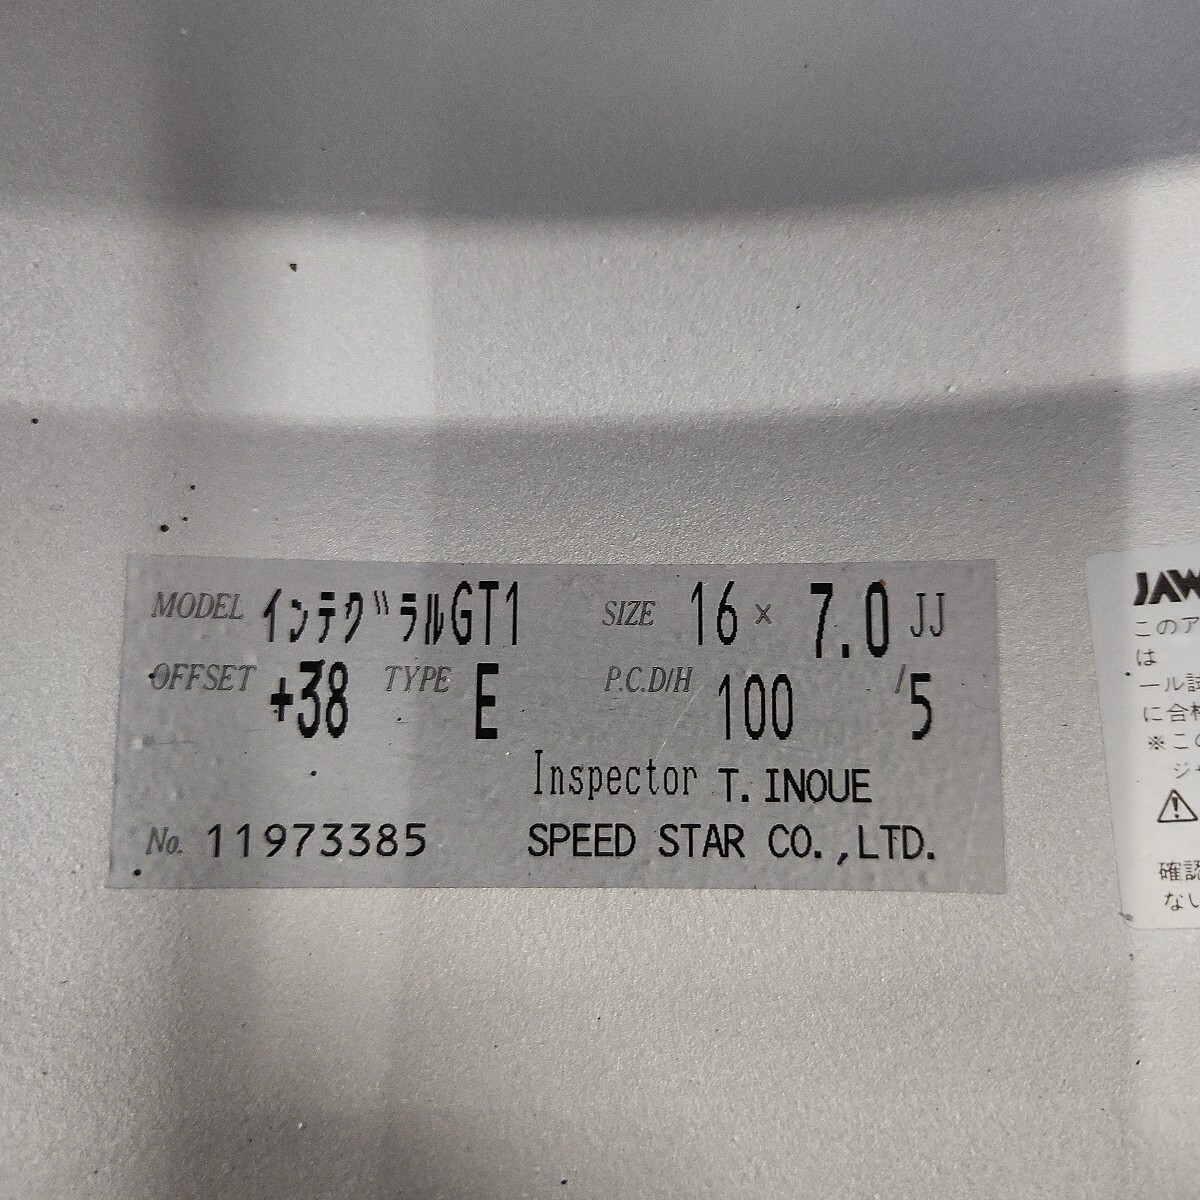 MODEL インテグラルGT1 SIZE 16 × 7.0 JJ
OFFSET +38 TYPE E P.C.D/H 100 /5
Inspector T. INOUE
No. 11973385 SPEED STAR CO.,LTD.
JAW
このア
は
ール試
に合格
※この
ジャ
確認
ない